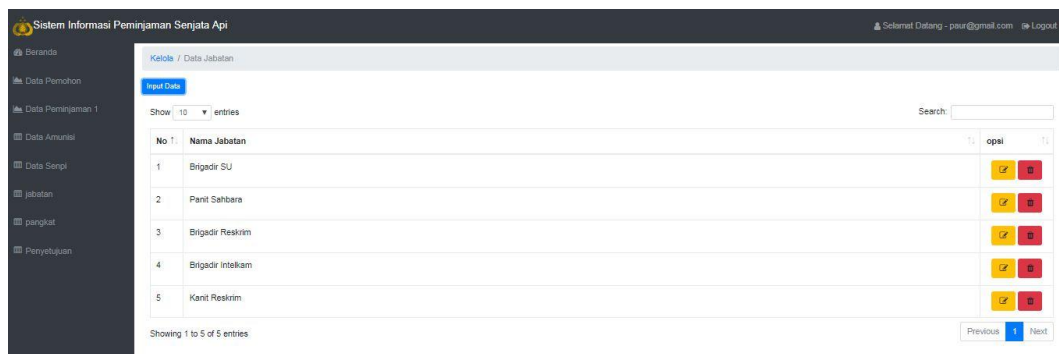 Sistem Informasi Peminjaman Senjata Api
Selamat Datang - paur@gmail.com Logout
Beranda
Data Pemohon
Data Peminjaman 1
Data Amunisi
Data Senpi
jabatan
pangkat
Penyetujuan
Kelola / Data Jabatan
Input Data
Show 10 entries
Search:
No Nama Jabatan opsi
1 Brigadir SU
2 Panit Sahbara
3 Brigadir Reskrim
4 Brigadir Intelkam
5 Kanit Reskrim
Showing 1 to 5 of 5 entries
Previous 1 Next